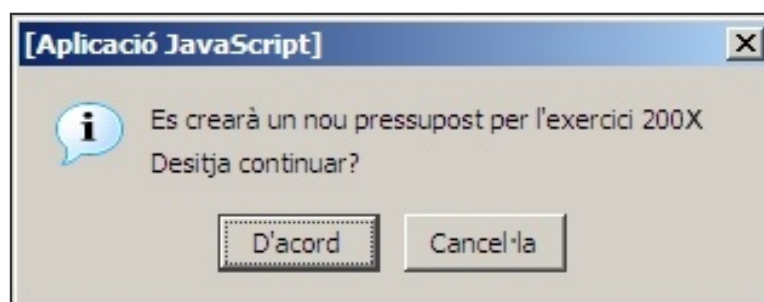 [Aplicació JavaScript]
Es crearà un nou pressupost per l'exercici 200X
Desitja continuar?
D'acord
Cancel·la